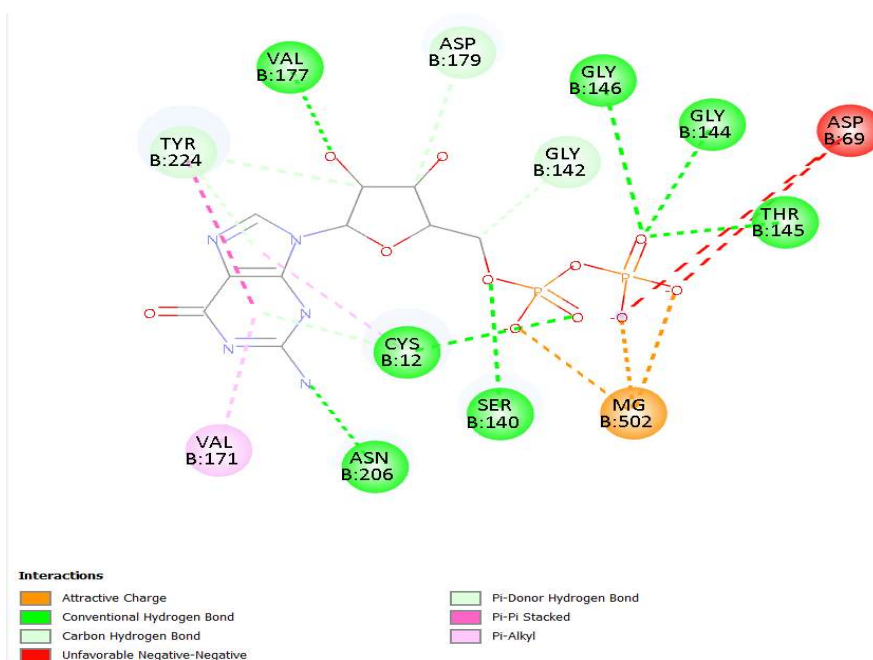 VAL
B:177
ASP
B:179
GLY
B:146
GLY
B:144
ASP
B:69
TYR
B:224
GLY
B:142
THR
B:145
O
O
N
N
O
O
O
O
P
P
O
O
N
N
N
O
O
CYS
B:12
SER
B:140
MG
B:502
VAL
B:171
ASN
B:206
Interactions
Attractive Charge
Conventional Hydrogen Bond
Carbon Hydrogen Bond
Unfavorable Negative-Negative
Pi-Donor Hydrogen Bond
Pi-Pi Stacked
Pi-Alkyl